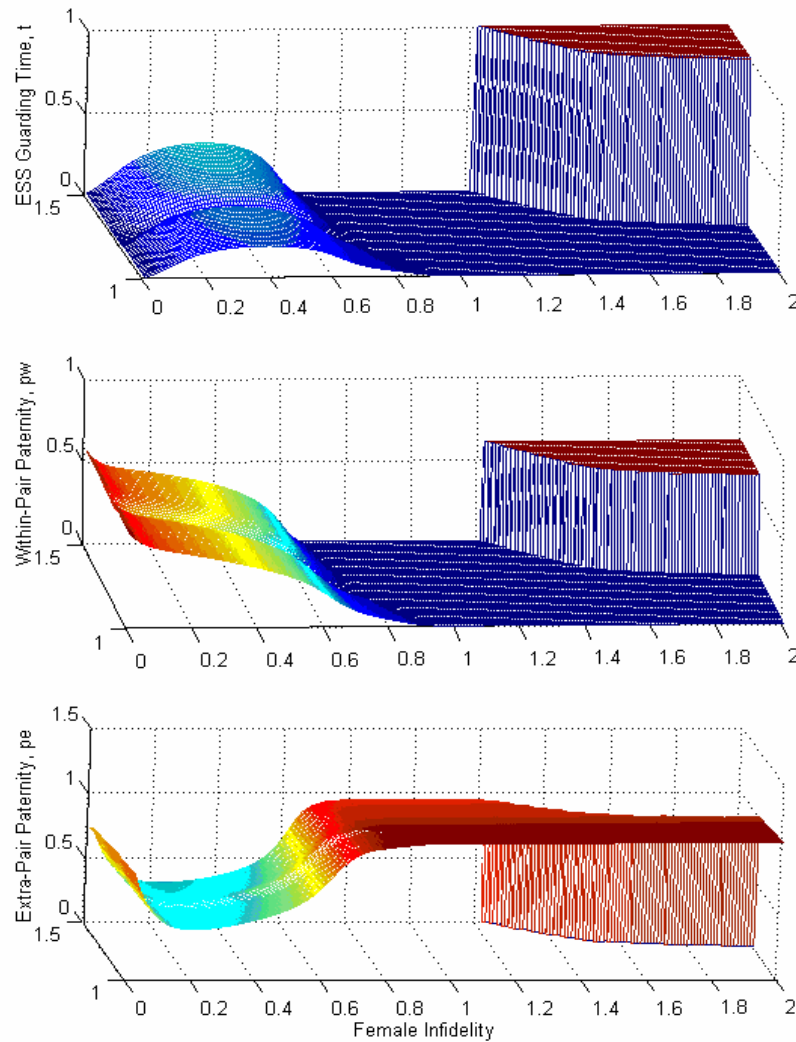 1
0.5
0
1.5
1
ESS Guarding Time, t
0 0.2 0.4 0.6 0.8 1 1.2 1.4 1.6 1.8 2
1
0.5
0
1.5
1
Within-Pair Paternity, pw
0 0.2 0.4 0.6 0.8 1 1.2 1.4 1.6 1.8 2
1.5
1
0.5
0
1.5
1
Extra-Pair Paternity, pe
0 0.2 0.4 0.6 0.8 1 1.2 1.4 1.6 1.8 2
Female Infidelity